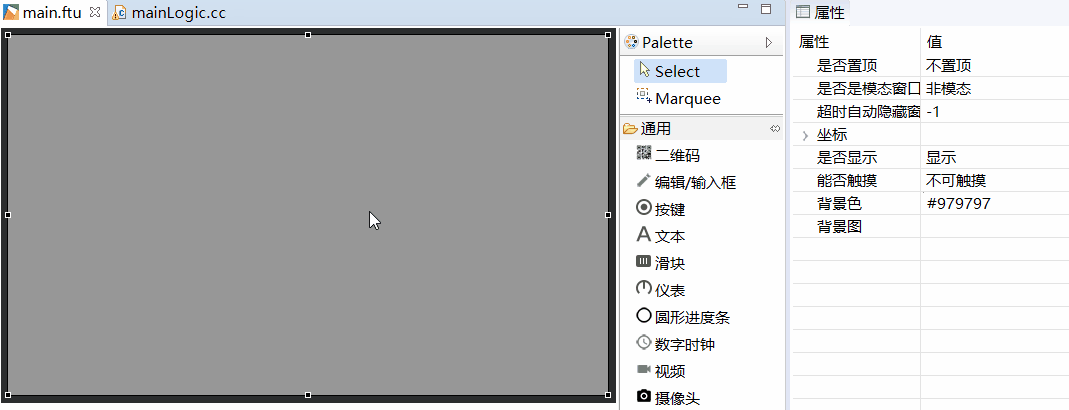 main.ftu
mainLogic.cc
Palette
Select
Marquee
通用
二维码
编辑/输入框
按键
文本
滑块
仪表
圆形进度条
数字时钟
视频
摄像头
属性
属性 值
是否置顶 不置顶
是否是模态窗口 非模态
超时自动隐藏窗 -1
坐标
是否显示 显示
能否触摸 不可触摸
背景色 #979797
背景图